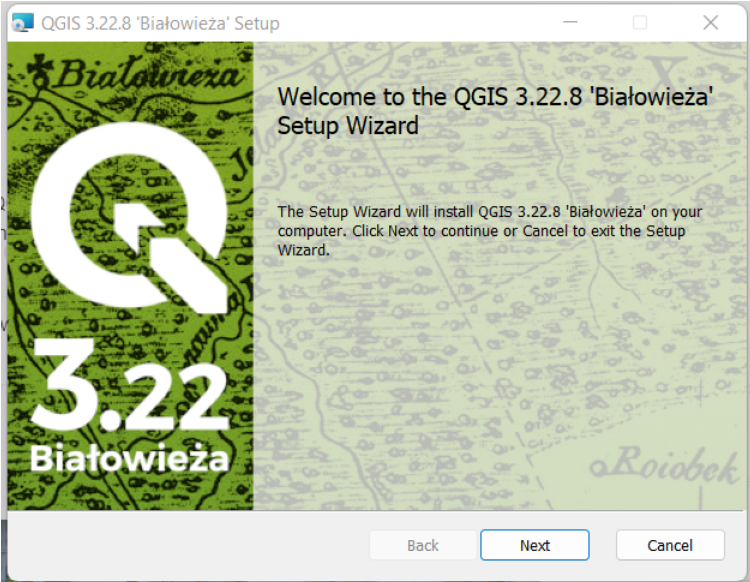 QGIS 3.22.8 'Białowieża' Setup
Białowieża
Welcome to the QGIS 3.22.8 'Białowieża'
Setup Wizard
The Setup Wizard will install QGIS 3.22.8 'Białowieża' on your
computer. Click Next to continue or Cancel to exit the Setup
Wizard.
3.22
Białowieża
Roiobek
Back
Next
Cancel